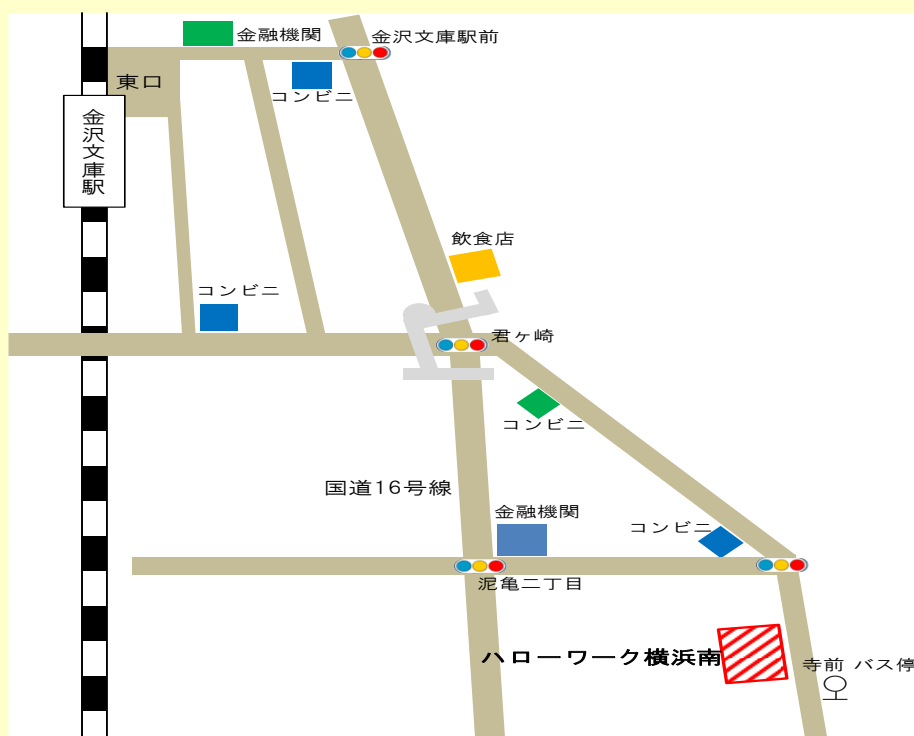 金融機関
金沢文庫駅前
東口
コンビニ
金沢文庫駅
飲食店
コンビニ
君ヶ崎
コンビニ
国道16号線
金融機関
コンビニ
泥亀二丁目
ハローワーク横浜南
寺前 バス停